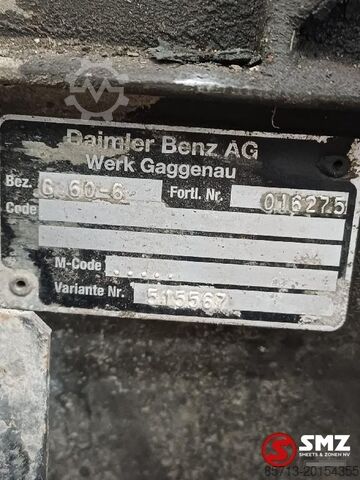 Daimler Benz AG
Werk Gaggenau
Bez. G 60-6 Fortl. Nr. 016275
Code
M-Code .....
Variante Nr. 515567
SMZ
SHEETS & ZONEN NV
85713-20154355